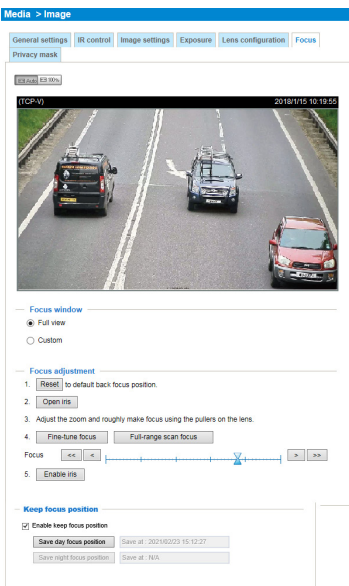 Media > Image
General settings IR control Image settings Exposure Lens configuration Focus
Privacy mask
Auto 100%
(TCP-V) 2018/1/15 10:19:55
Focus window
Full view
Custom
Focus adjustment
1. Reset to default back focus position.
2. Open iris
3. Adjust the zoom and roughly make focus using the pullers on the lens.
4. Fine-tune focus Full-range scan focus
Focus << < > >>
5. Enable iris
Keep focus position
Enable keep focus position
Save day focus position Save at : 2021/02/23 15:12:27
Save night focus position Save at : N/A